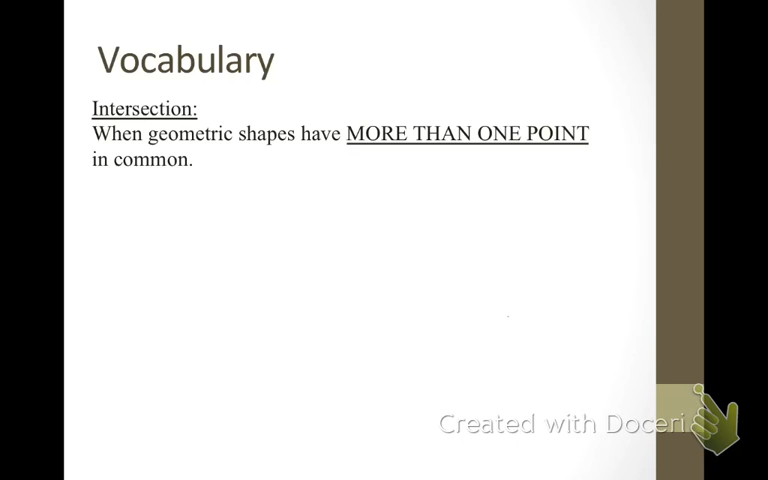 Vocabulary
Intersection:
When geometric shapes have MORE THAN ONE POINT
in common.
Created with Doceri